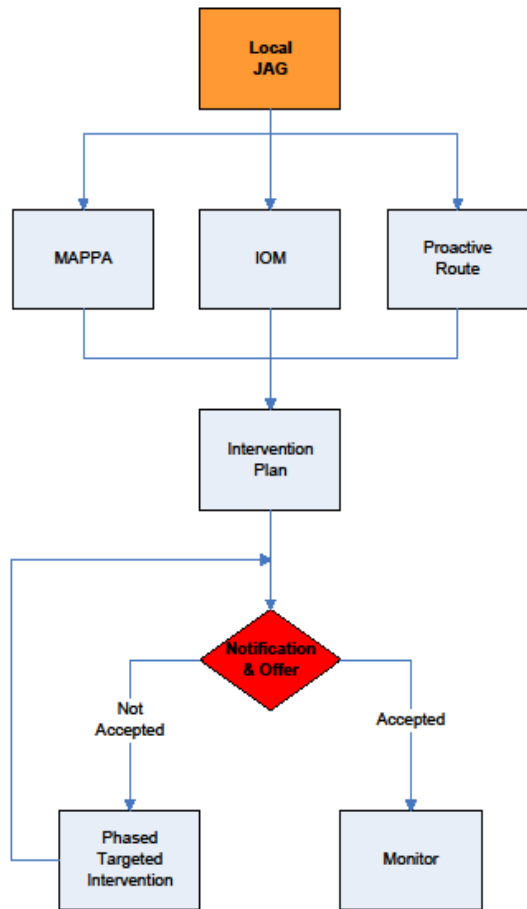 Local
JAG
MAPPA
IOM
Proactive
Route
Intervention
Plan
Notification
& Offer
Not
Accepted
Accepted
Phased
Targeted
Intervention
Monitor